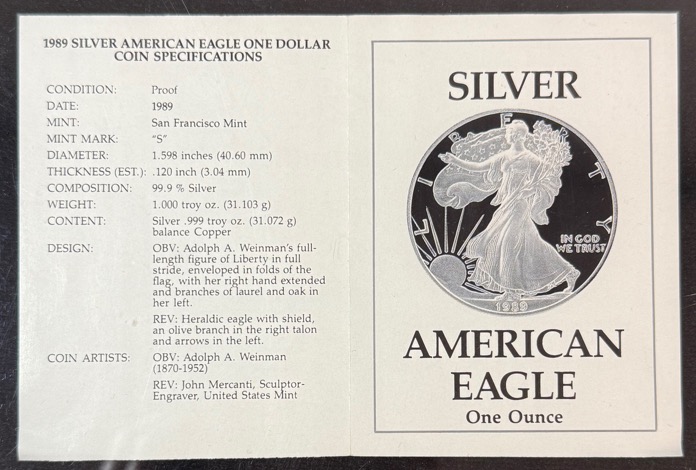 1989 SILVER AMERICAN EAGLE ONE DOLLAR
COIN SPECIFICATIONS
CONDITION: Proof
DATE: 1989
MINT: San Francisco Mint
MINT MARK: "S"
DIAMETER: 1.598 inches (40.60 mm)
THICKNESS (EST.): .120 inch (3.04 mm)
COMPOSITION: 99.9 % Silver
WEIGHT: 1.000 troy oz. (31.103 g)
CONTENT: Silver .999 troy oz. (31.072 g)
balance Copper
DESIGN: OBV: Adolph A. Weinman's full-
length figure of Liberty in full
stride, enveloped in folds of the
flag, with her right hand extended
and branches of laurel and oak in
her left.
REV: Heraldic eagle with shield,
an olive branch in the right talon
and arrows in the left.
COIN ARTISTS: OBV: Adolph A. Weinman
(1870-1952)
REV: John Mercanti, Sculptor-
Engraver, United States Mint
SILVER
LIBERTY
IN GOD
WE TRUST
1989
AMERICAN
EAGLE
One Ounce